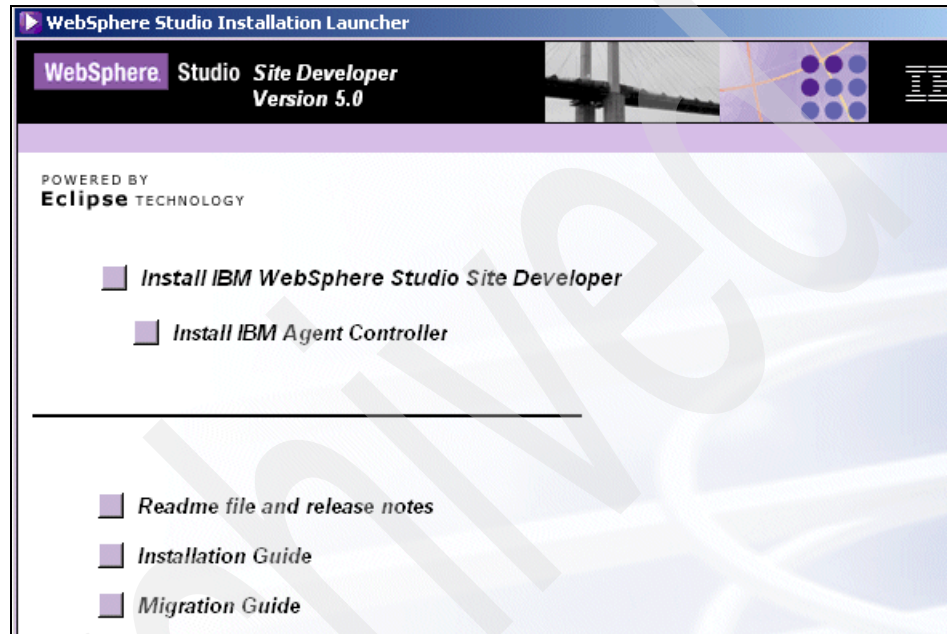 WebSphere Studio Installation Launcher
WebSphere. Studio Site Developer
Version 5.0
IBM
POWERED BY
Eclipse TECHNOLOGY
Install IBM WebSphere Studio Site Developer
Install IBM Agent Controller
Readme file and release notes
Installation Guide
Migration Guide